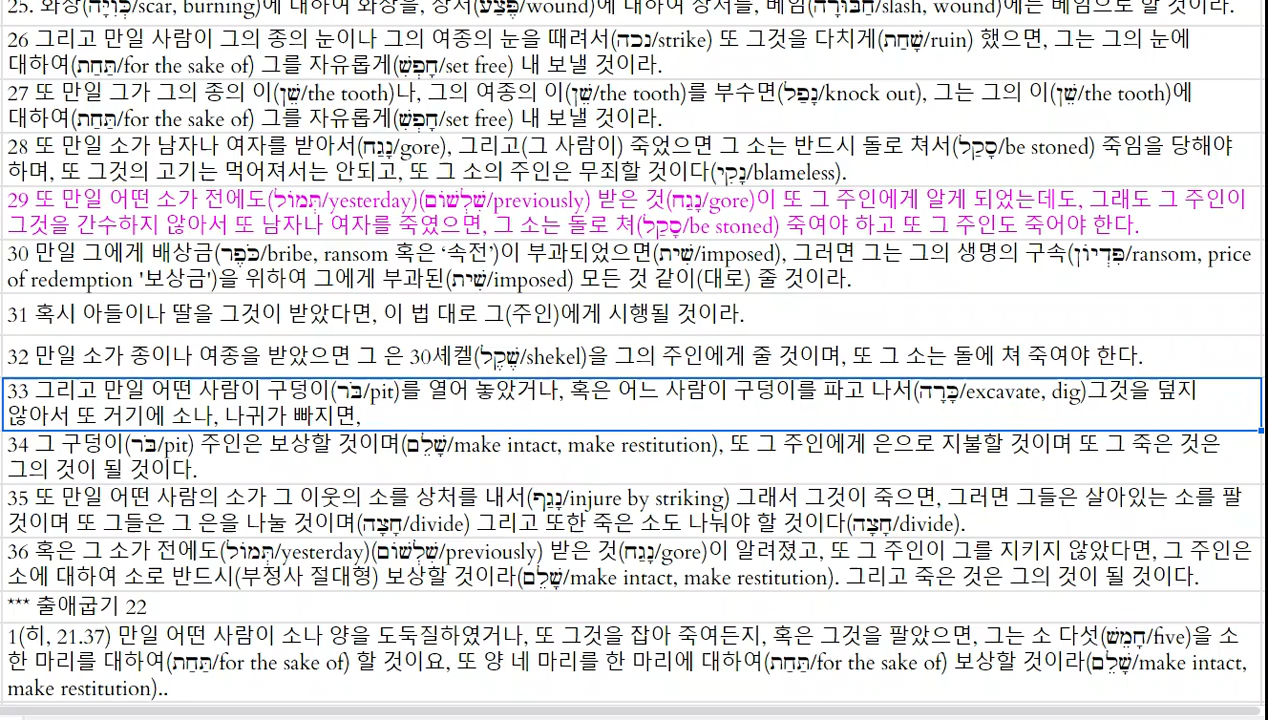 25. 화상(כְּוִיָּה/scar, burning)에 대하여 화상을, 상처(פֶּצַע/wound)에 대하여 상처를, 베임(חַבּוּרָה/slash, wound)에는 베임으로 할 것이라.
26 그리고 만일 사람이 그의 종의 눈이나 그의 여종의 눈을 때려서(נכה/strike) 또 그것을 다치게(שָׁחַת/ruin) 했으면, 그는 그의 눈에
대하여(תַּחַת/for the sake of) 그를 자유롭게(חָפְשִׁ/set free) 내 보낼 것이라.
27 또 만일 그가 그의 종의 이(שֵׁן/the tooth)나, 그의 여종의 이(שֵׁן/the tooth)를 부수면(נָפַל/knock out), 그는 그의 이(שֵׁן/the tooth)에
대하여(תַּחַת/for the sake of) 그를 자유롭게(חָפְשִׁ/set free) 내 보낼 것이라.
28 또 만일 소가 남자나 여자를 받아서(נָגַח/gore), 그리고(그 사람이) 죽었으면 그 소는 반드시 돌로 쳐서(סָקַל/be stoned) 죽임을 당해야
하며, 또 그것의 고기는 먹어져서는 안되고, 또 그 소의 주인은 무죄할 것이다(נָקִי/blameless).
29 또 만일 어떤 소가 전에도(תְּמוֹל/yesterday)(שִׁלְשׁוֹם/previously) 받은 것(נָגַח/gore)이 또 그 주인에게 알게 되었는데도, 그래도 그 주인이
그것을 간수하지 않아서 또 남자나 여자를 죽였으면, 그 소는 돌로 쳐(סָקַל/be stoned) 죽여야 하고 또 그 주인도 죽어야 한다.
30 만일 그에게 배상금(כֹּפֶר/bribe, ransom 혹은 ‘속전’)이 부과되었으면(שִׁית/imposed), 그러면 그는 그의 생명의 구속(פִּדְיוֹן/ransom, price
of redemption '보상금')을 위하여 그에게 부과된(שִׁית/imposed) 모든 것 같이(대로) 줄 것이라.
31 혹시 아들이나 딸을 그것이 받았다면, 이 법 대로 그(주인)에게 시행될 것이라.
32 만일 소가 종이나 여종을 받았으면 그 은 30세켈(שֶׁקֶל/shekel)을 그의 주인에게 줄 것이며, 또 그 소는 돌에 쳐 죽여야 한다.
33 그리고 만일 어떤 사람이 구덩이(בֹּר/pit)를 열어 놓았거나, 혹은 어느 사람이 구덩이를 파고 나서(כָּרָה/excavate, dig)그것을 덮지
않아서 또 거기에 소나, 나귀가 빠지면,
34 그 구덩이(בֹּר/pit) 주인은 보상할 것이며(שָׁלֵם/make intact, make restitution), 또 그 주인에게 은으로 지불할 것이며 또 그 죽은 것은
그의 것이 될 것이다.
35 또 만일 어떤 사람의 소가 그 이웃의 소를 상처를 내서(נָגַף/injure by striking) 그래서 그것이 죽으면, 그러면 그들은 살아있는 소를 팔
것이며 또 그들은 그 은을 나눌 것이며(חָצָה/divide) 그리고 또한 죽은 소도 나눠야 할 것이다(חָצָה/divide).
36 혹은 그 소가 전에도(תְּמוֹל/yesterday)(שִׁלְשׁוֹם/previously) 받은 것(נָגַח/gore)이 알려졌고, 또 그 주인이 그를 지키지 않았다면, 그 주인은
소에 대하여 소로 반드시(부정사 절대형) 보상할 것이라(שָׁלֵם/make intact, make restitution). 그리고 죽은 것은 그의 것이 될 것이다.
*** 출애굽기 22
1(히, 21.37) 만일 어떤 사람이 소나 양을 도둑질하였거나, 또 그것을 잡아 죽여든지, 혹은 그것을 팔았으면, 그는 소 다섯(חָמֵשׁ/five)을 소
한 마리를 대하여(תַּחַת/for the sake of) 할 것이요, 또 양 네 마리를 한 마리에 대하여(תַּחַת/for the sake of) 보상할 것이라(שָׁלֵם/make intact,
make restitution)..